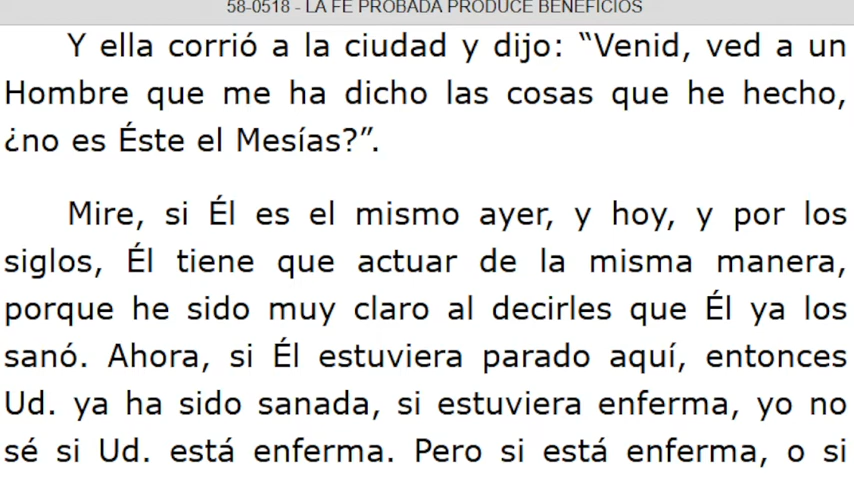 58-0518 - LA FE PROBADA PRODUCE BENEFICIOS
Y ella corrió a la ciudad y dijo: “Venid, ved a un
Hombre que me ha dicho las cosas que he hecho,
¿no es Éste el Mesías?”.
Mire, si Él es el mismo ayer, y hoy, y por los
siglos, Él tiene que actuar de la misma manera,
porque he sido muy claro al decirles que Él ya los
sanó. Ahora, si Él estuviera parado aquí, entonces
Ud. ya ha sido sanada, si estuviera enferma, yo no
sé si Ud. está enferma. Pero si está enferma, o si